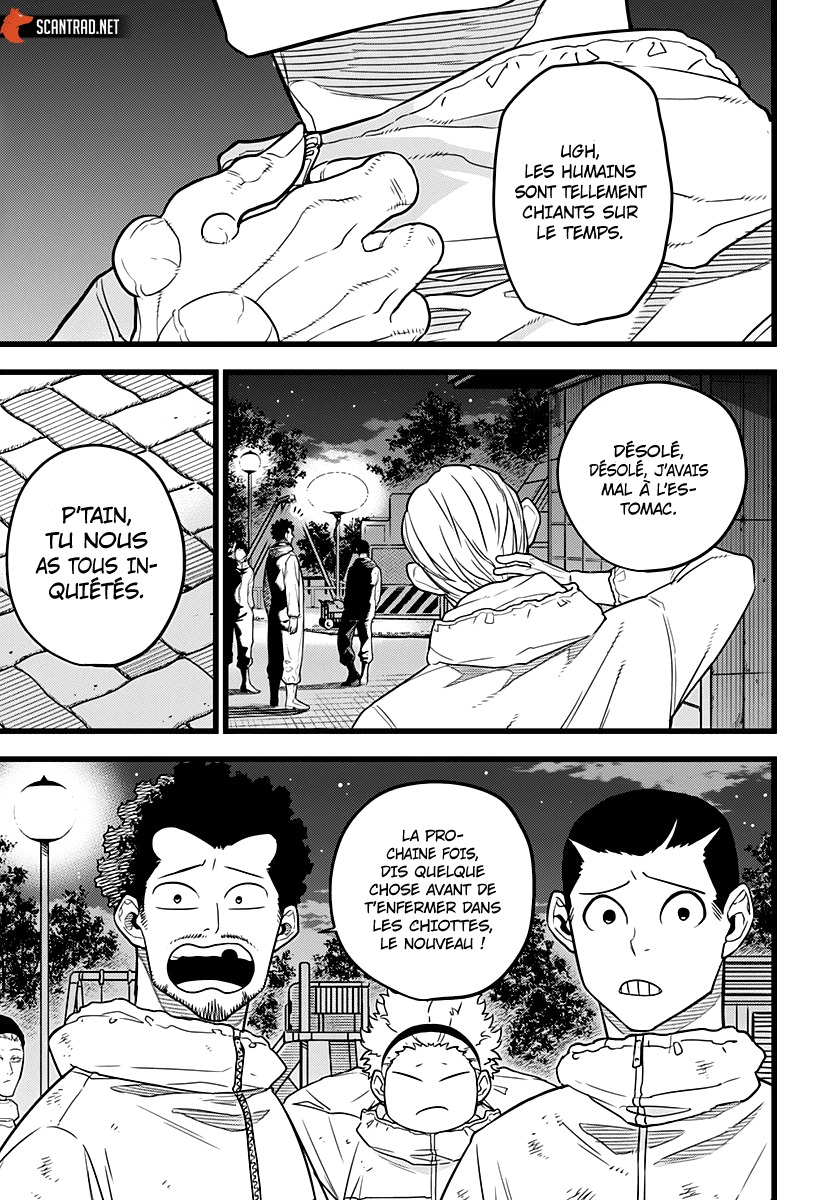 SCANTRAD.NET
UGH,
LES HUMAINS
SONT TELLEMENT
CHIANTS SUR
LE TEMPS.
DÉSOLÉ,
DÉSOLÉ, J'AVAIS
MAL À L'ES-
TOMAC.
P'TAIN,
TU NOUS
AS TOUS IN-
QUIÉTÉS.
LA PRO-
CHAINE FOIS,
DIS QUELQUE
CHOSE AVANT DE
T'ENFERMER DANS
LES CHIOTTES,
LE NOUVEAU !